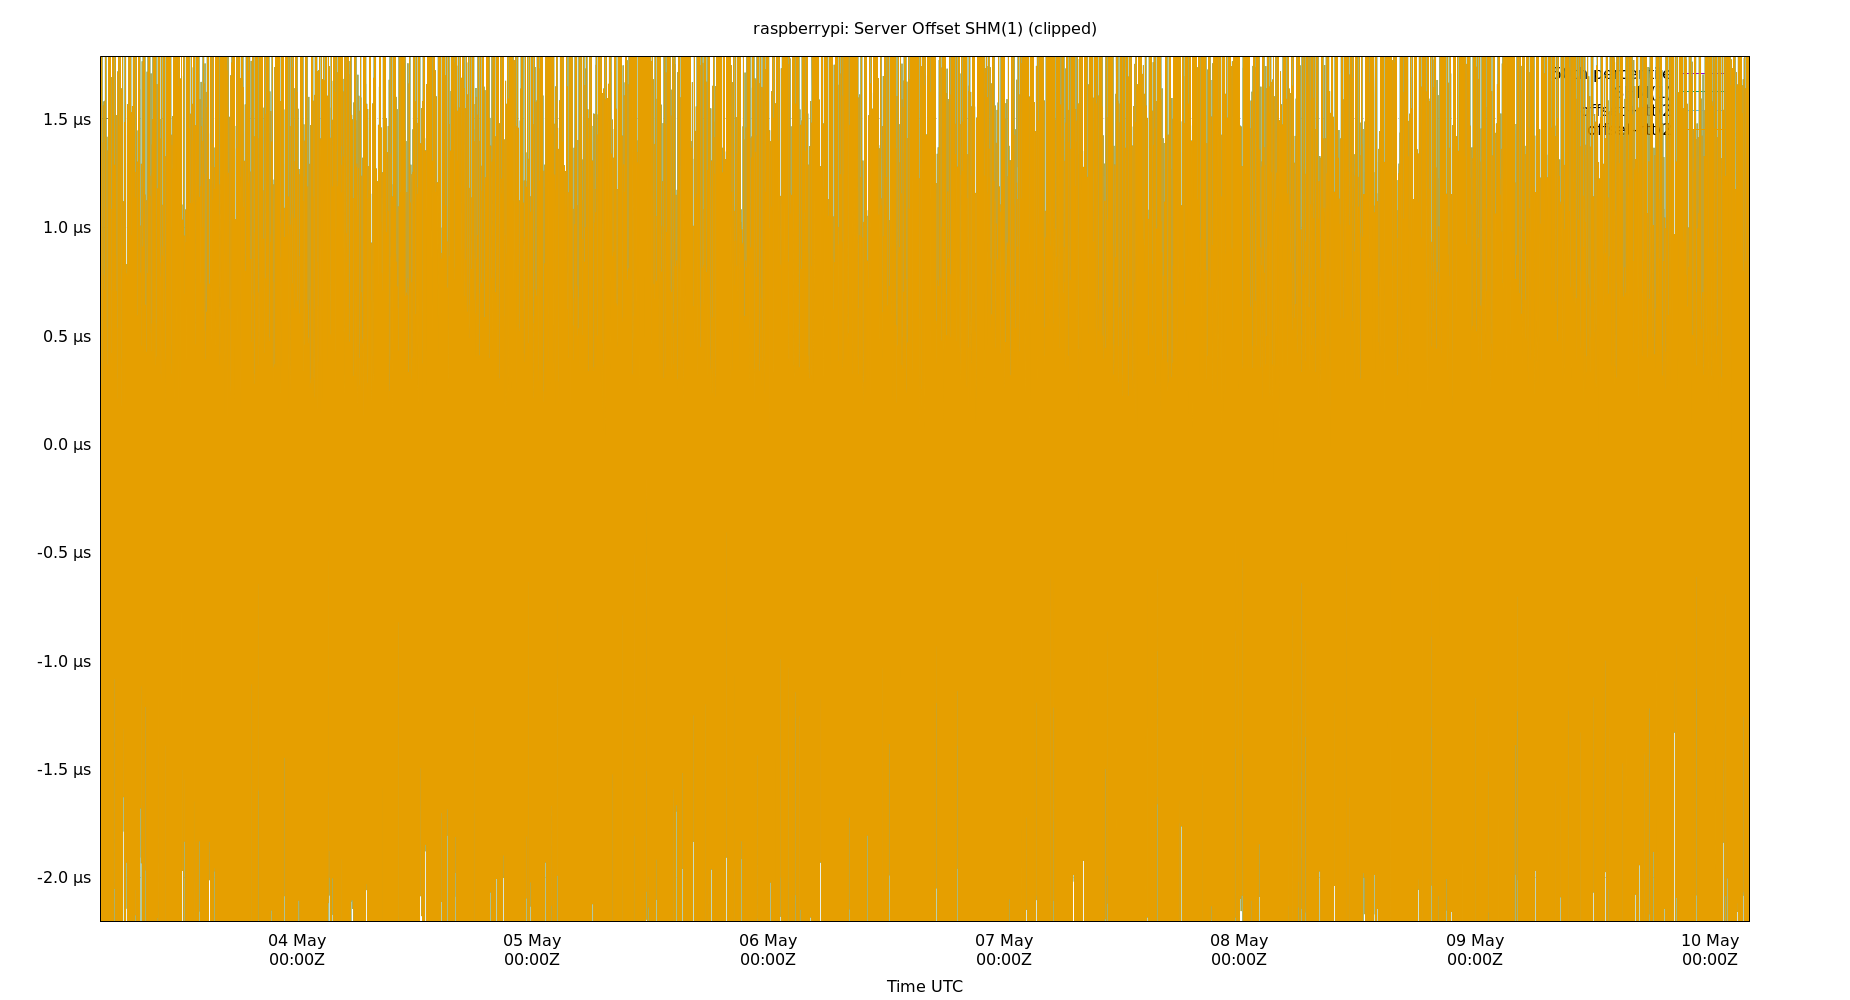 raspberrypi: Server Offset SHM(1) (clipped)
1.5 µs
1.0 µs
0.5 µs
0.0 µs
-0.5 µs
-1.0 µs
-1.5 µs
-2.0 µs
04 May 05 May 06 May 07 May 08 May 09 May 10 May
00:00Z 00:00Z 00:00Z 00:00Z 00:00Z 00:00Z 00:00Z
Time UTC